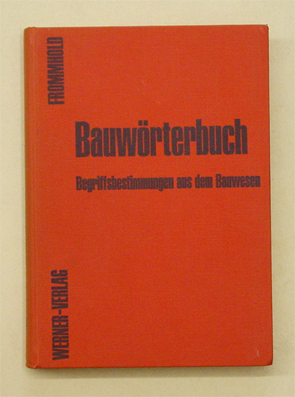 FROMMHOLD
Bauwörterbuch
Begriffsbestimmungen aus dem Bauwesen
WERNER-VERLAG